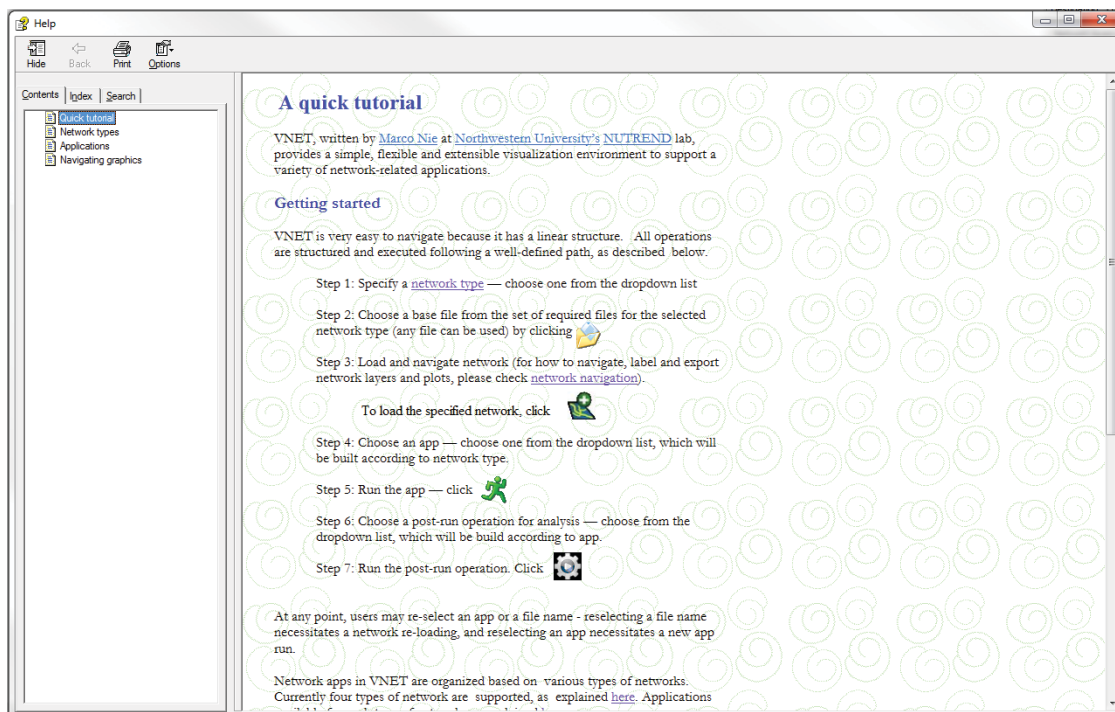 Help
Hide Back Print Options
Contents Index Search
Quick tutorial
Network types
Applications
Navigating graphics
A quick tutorial
VNET, written by Marco Nie at Northwestern University's NUTREND lab,
provides a simple, flexible and extensible visualization environment to support a
variety of network-related applications.
Getting started
VNET is very easy to navigate because it has a linear structure. All operations
are structured and executed following a well-defined path, as described below.
Step 1: Specify a network type — choose one from the dropdown list
Step 2: Choose a base file from the set of required files for the selected
network type (any file can be used) by clicking
Step 3: Load and navigate network (for how to navigate, label and export
network layers and plots, please check network navigation).
To load the specified network, click
Step 4: Choose an app — choose one from the dropdown list, which will
be built according to network type.
Step 5: Run the app — click
Step 6: Choose a post-run operation for analysis — choose from the
dropdown list, which will be build according to app.
Step 7: Run the post-run operation. Click
At any point, users may re-select an app or a file name - reselecting a file name
necessitates a network re-loading, and reselecting an app necessitates a new app
run.
Network apps in VNET are organized based on various types of networks.
Currently four types of network are supported, as explained here. Applications